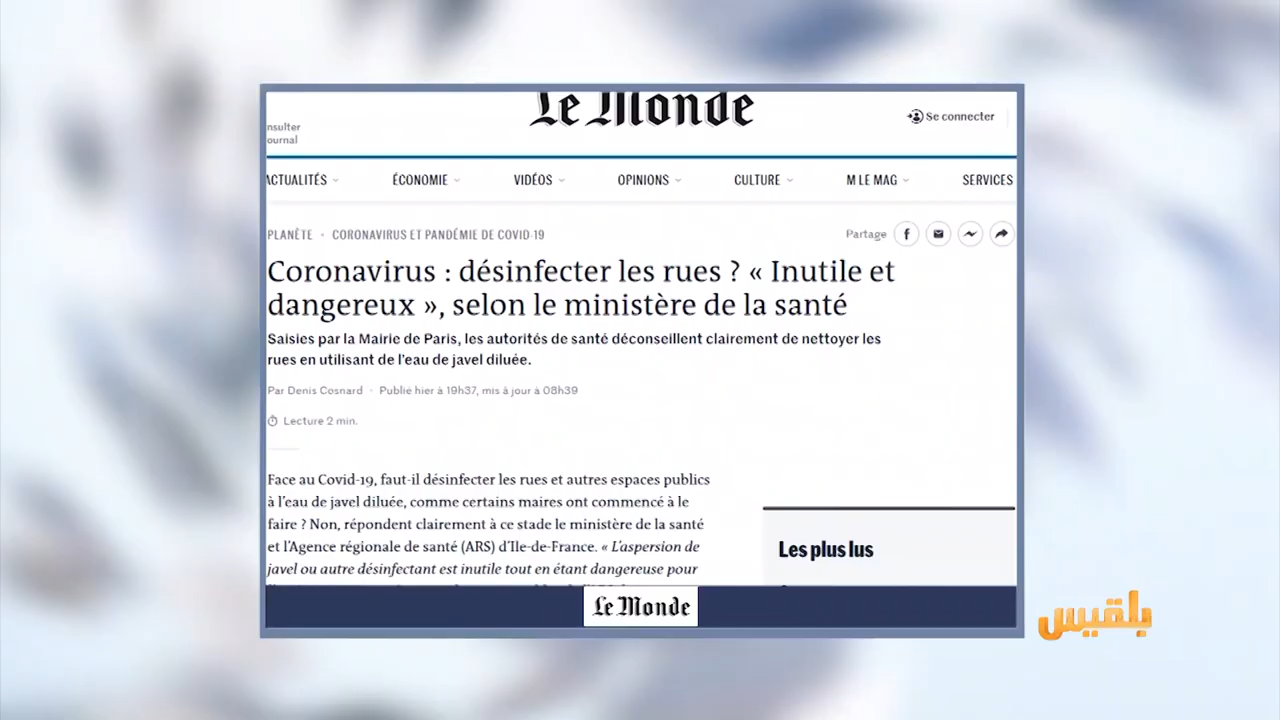 Le Monde
nsulter
ournal
Se connecter
ACTUALITÉS
ÉCONOMIE
VIDÉOS
OPINIONS
CULTURE
M LE MAG
SERVICES
PLANÈTE • CORONAVIRUS ET PANDÉMIE DE COVID-19
Partage
Coronavirus : désinfecter les rues ? « Inutile et
dangereux », selon le ministère de la santé
Saisies par la Mairie de Paris, les autorités de santé déconseillent clairement de nettoyer les
rues en utilisant de l’eau de javel diluée.
Par Denis Cosnard • Publié hier à 19h37, mis à jour à 08h39
Lecture 2 min.
Face au Covid-19, faut-il désinfecter les rues et autres espaces publics
à l’eau de javel diluée, comme certains maires ont commencé à le
faire ? Non, répondent clairement à ce stade le ministère de la santé
et l’Agence régionale de santé (ARS) d’Ile-de-France. « L’aspersion de
javel ou autre désinfectant est inutile tout en étant dangereuse pour
Les plus lus
Le Monde
بلقيس